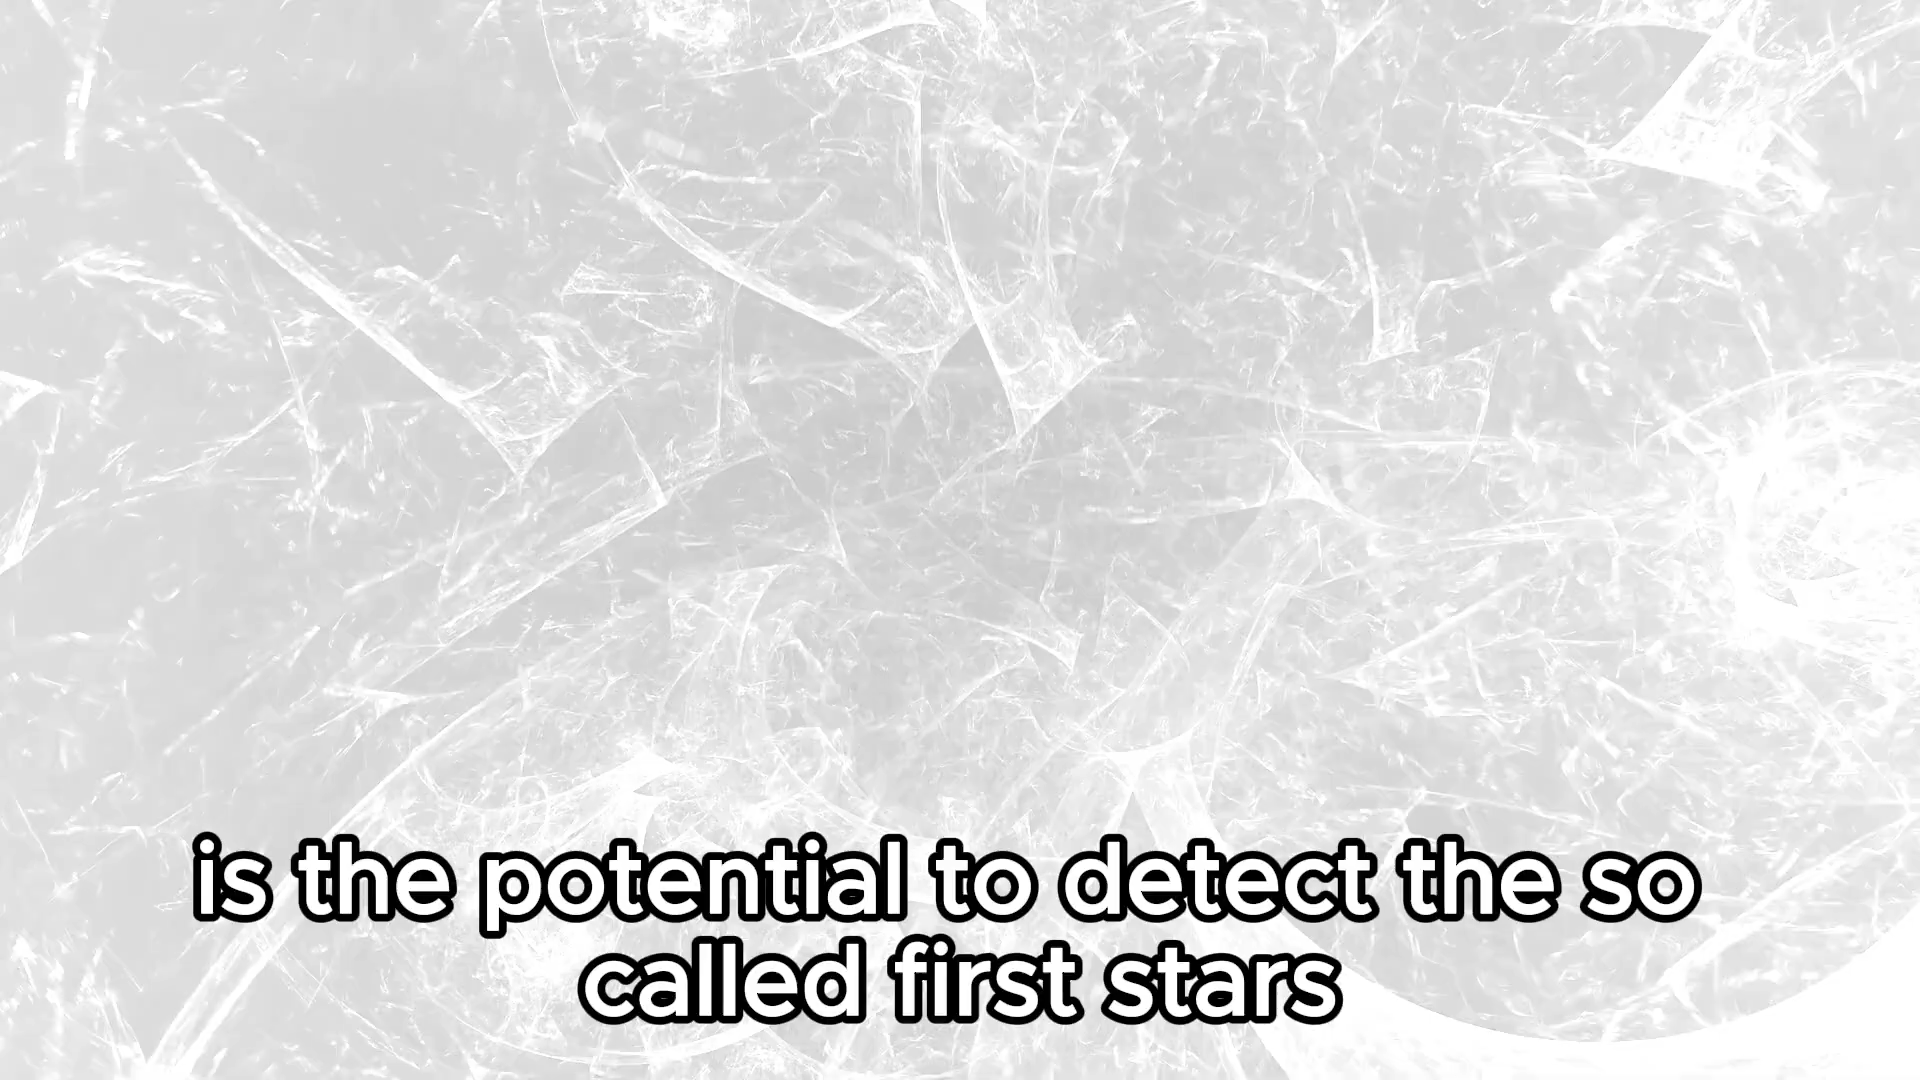 is the potential to detect the so
called first stars